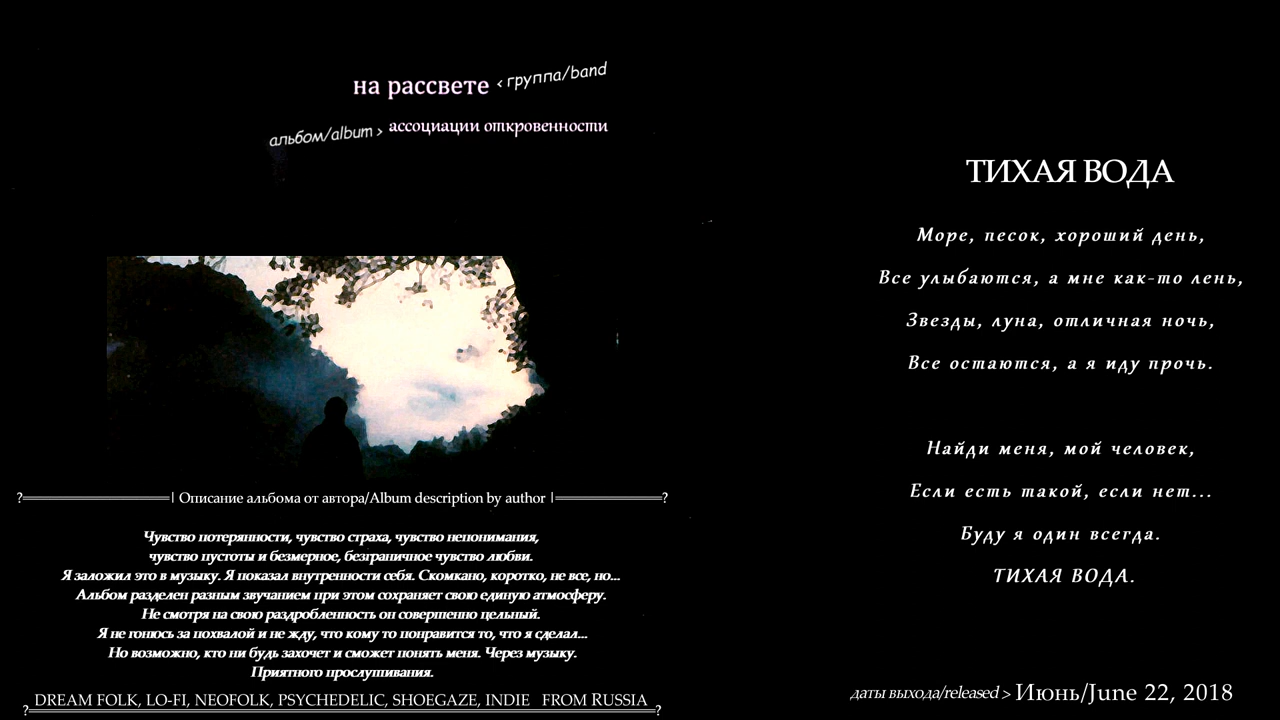 на рассвете < группа/band
альбом/album > ассоциации откровенности
?═══════════| Описание альбома от автора/Album description by author |═══════════?
Чувство потерянности, чувство страха, чувство непонимания,
чувство пустоты и безмерное, безграничное чувство любви.
Я заложил это в музыку. Я показал внутренности себя. Скомкано, коротко, не все, но...
Альбом разделен разным звучанием при этом сохраняет свою единую атмосферу.
Не смотря на свою раздробленность он совершенно цельный.
Я не гонюсь за похвалой и не жду, что кому то понравится то, что я сделал...
Но возможно, кто ни будь захочет и сможет понять меня. Через музыку.
Приятного прослушивания.
DREAM FOLK, LO-FI, NEOFOLK, PSYCHEDELIC, SHOEGAZE, INDIE FROM RUSSIA
?═══════════?
ТИХАЯ ВОДА
Море, песок, хороший день,
Все улыбаются, а мне как-то лень,
Звезды, луна, отличная ночь,
Все остаются, а я иду прочь.
Найди меня, мой человек,
Если есть такой, если нет...
Буду я один всегда.
ТИХАЯ ВОДА.
даты выхода/released > Июнь/June 22, 2018